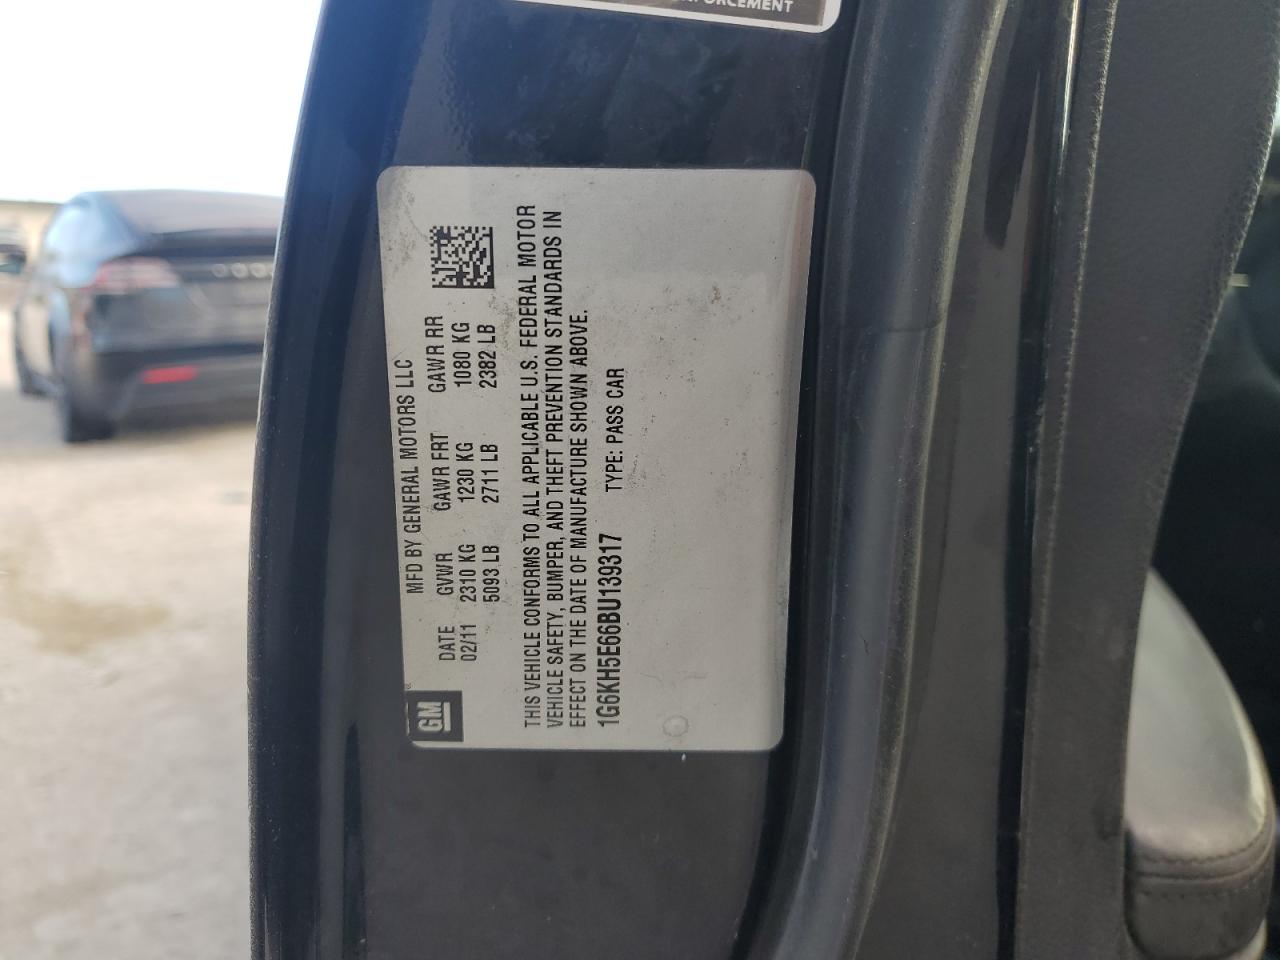 FORCEMENT
GM
MFD BY GENERAL MOTORS LLC
DATE GVWR GAWR FRT GAWR RR
02/11 2310 KG 1230 KG 1080 KG
5093 LB 2711 LB 2382 LB
THIS VEHICLE CONFORMS TO ALL APPLICABLE U.S. FEDERAL MOTOR
VEHICLE SAFETY, BUMPER, AND THEFT PREVENTION STANDARDS IN
EFFECT ON THE DATE OF MANUFACTURE SHOWN ABOVE.
1G6KH5E66BU139317 TYPE: PASS CAR